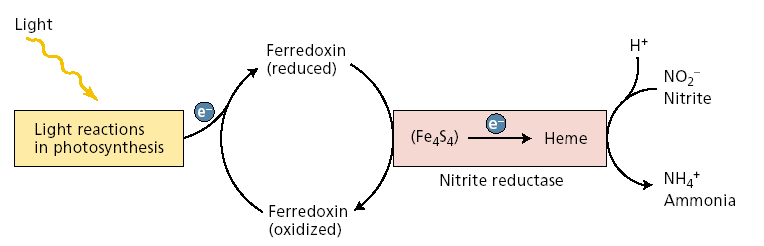 Light
Light reactions
in photosynthesis
e⁻
Ferredoxin
(reduced)
Ferredoxin
(oxidized)
(Fe₄S₄)
e⁻
Heme
Nitrite reductase
H⁺
NO₂⁻
Nitrite
NH₄⁺
Ammonia